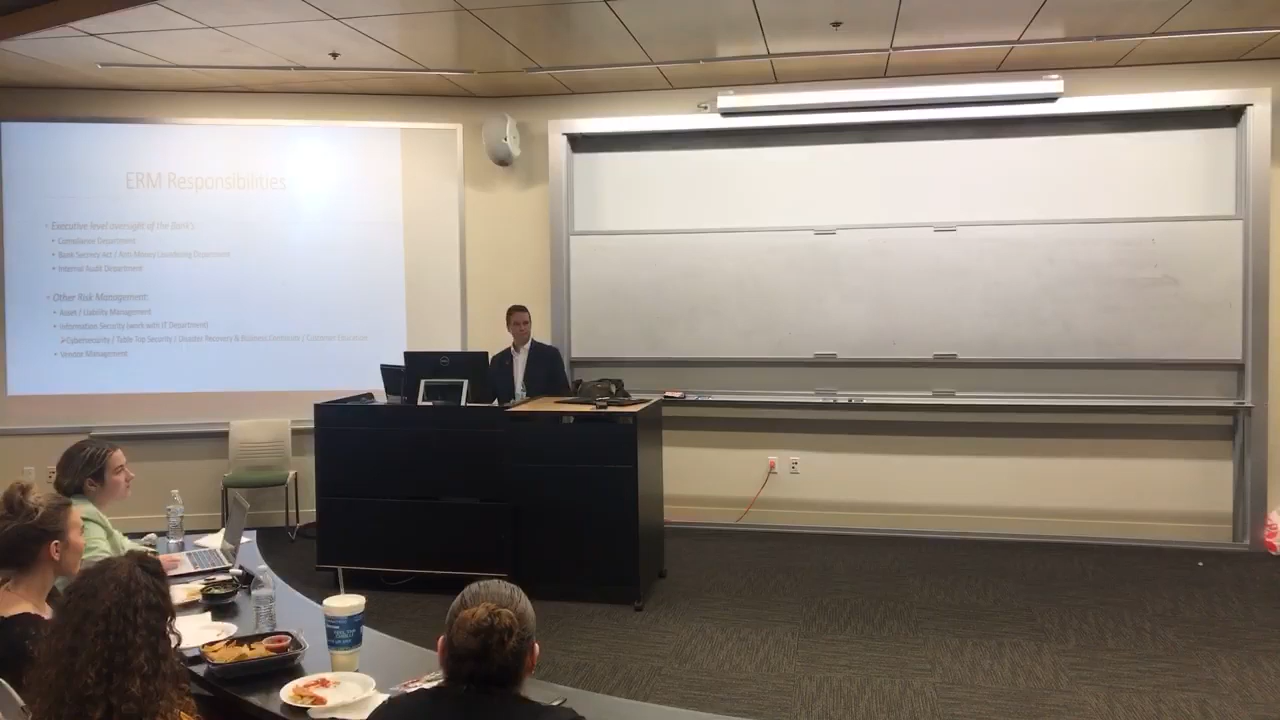 ERM Responsibilities
• Executive level oversight of the Bank's
• Compliance Department
• Bank Secrecy Act / Anti-Money Laundering Department
• Internal Audit Department
• Other Risk Management:
• Asset / Liability Management
• Information Security (work with IT Department)
➢Cybersecurity / Table Top Security / Disaster Recovery & Business Continuity / Customer Education
• Vendor Management
DELL